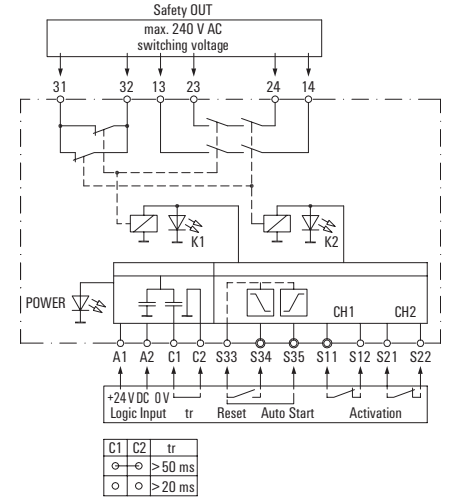 Safety OUT
max. 240 V AC
switching voltage
31 32 13 23 24 14
K1 K2
POWER
CH1 CH2
A1 A2 C1 C2 S33 S34 S35 S11 S12 S21 S22
+24 V DC 0 V
Logic Input tr Reset Auto Start Activation
C1 C2 tr
> 50 ms
> 20 ms